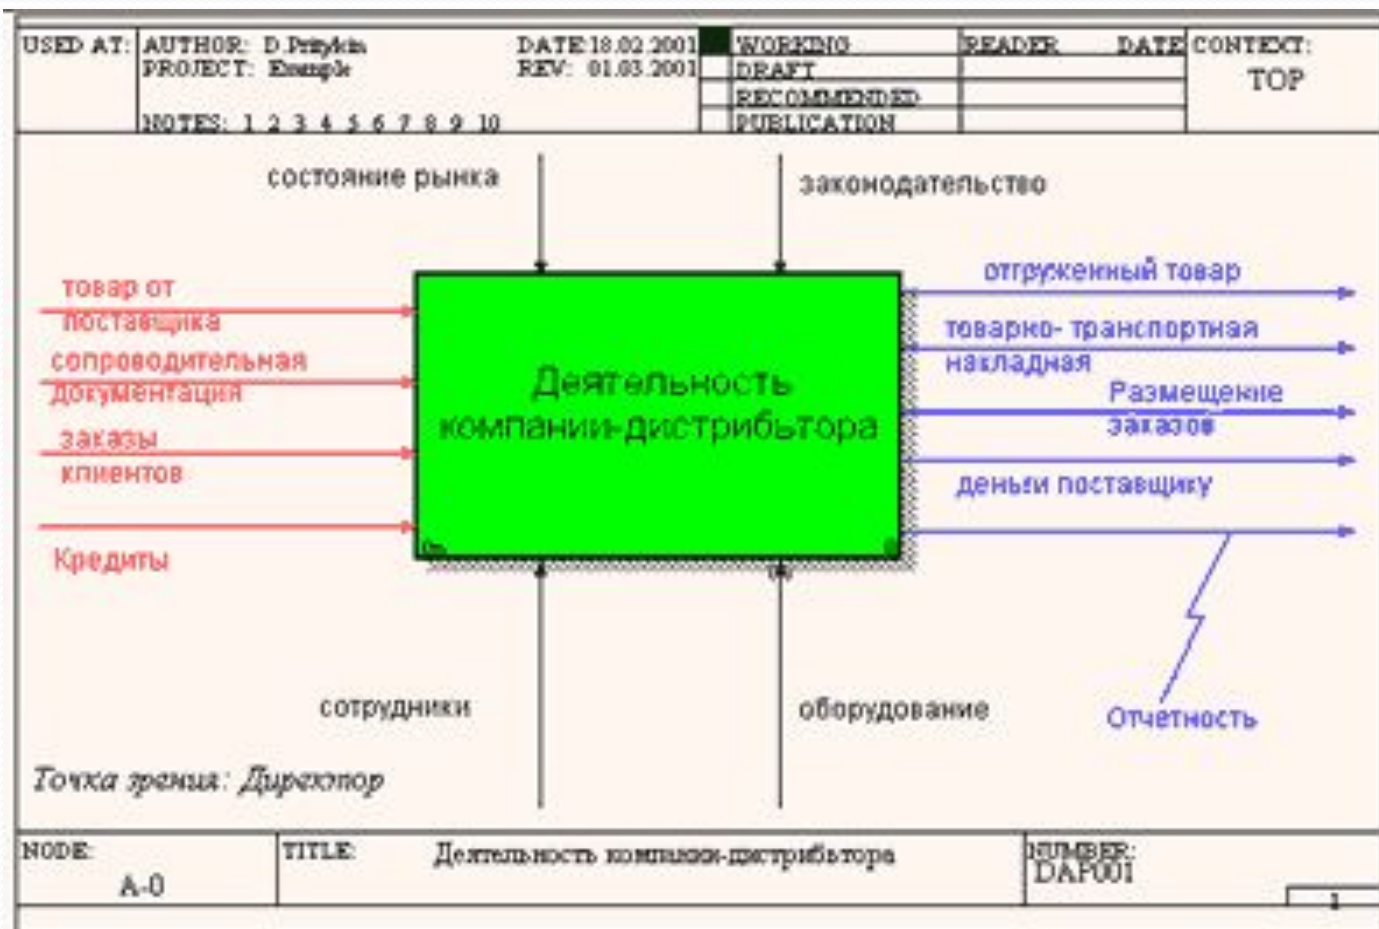 USED AT: AUTHOR: D.Pritykin DATE:18.02.2001 WORKING READER DATE CONTEXT:
PROJECT: Example REV: 01.03.2001 DRAFT TOP
RECOMMENDED
NOTES: 1 2 3 4 5 6 7 8 9 10 PUBLICATION
состояние рынка
законодательство
товар от
поставщика
сопроводительная
документация
заказы
клиентов
Кредиты
Деятельность
компании-дистрибьтора
0р.
0
отгруженный товар
товарно- транспортная
накладная
Размещение
заказов
деньги поставщику
Отчетность
сотрудники
оборудование
Точка зрения: Директор
NODE: TITLE: Деятельность компании-дистрибьтора NUMBER:
A-0 DAP001
1